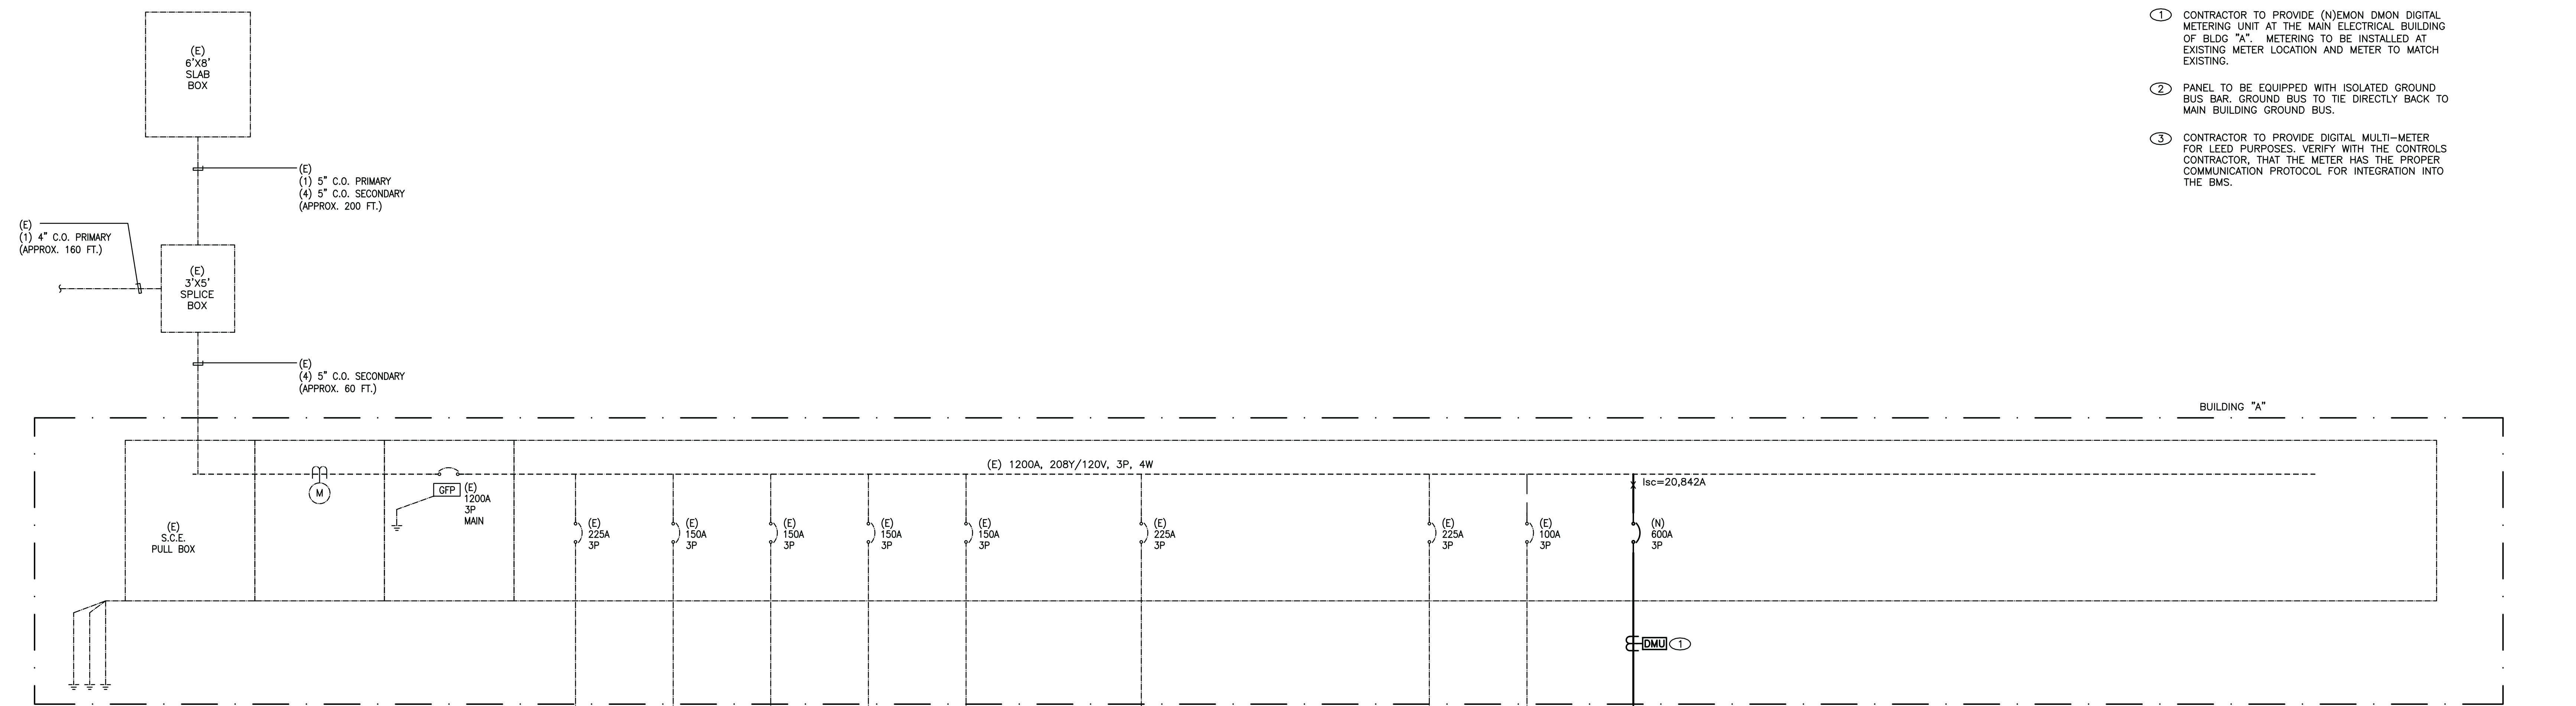 (E)
6'X8'
SLAB
BOX
(E)
(1) 5" C.O. PRIMARY
(4) 5" C.O. SECONDARY
(APPROX. 200 FT.)
(E)
(1) 4" C.O. PRIMARY
(APPROX. 160 FT.)
(E)
3'X5'
SPLICE
BOX
(E)
(4) 5" C.O. SECONDARY
(APPROX. 60 FT.)
1 CONTRACTOR TO PROVIDE (N)EMON DMON DIGITAL
METERING UNIT AT THE MAIN ELECTRICAL BUILDING
OF BLDG "A". METERING TO BE INSTALLED AT
EXISTING METER LOCATION AND METER TO MATCH
EXISTING.
2 PANEL TO BE EQUIPPED WITH ISOLATED GROUND
BUS BAR. GROUND BUS TO TIE DIRECTLY BACK TO
MAIN BUILDING GROUND BUS.
3 CONTRACTOR TO PROVIDE DIGITAL MULTI-METER
FOR LEED PURPOSES. VERIFY WITH THE CONTROLS
CONTRACTOR, THAT THE METER HAS THE PROPER
COMMUNICATION PROTOCOL FOR INTEGRATION INTO
THE BMS.
BUILDING "A"
(E) 1200A, 208Y/120V, 3P, 4W
(E)
S.C.E.
PULL BOX
M
GFP
(E)
1200A
3P
MAIN
(E)
225A
3P
(E)
150A
3P
(E)
150A
3P
(E)
150A
3P
(E)
150A
3P
(E)
225A
3P
(E)
225A
3P
(E)
100A
3P
Isc=20,842A
(N)
600A
3P
DMU 1